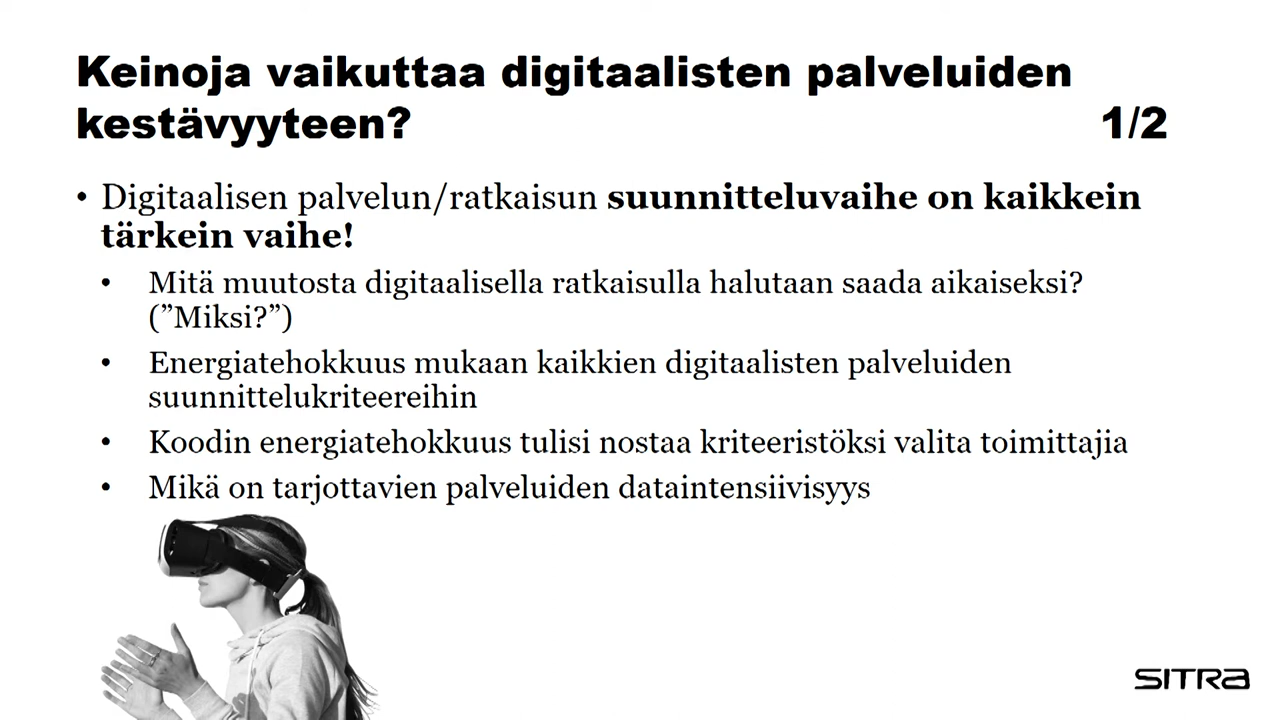 Keinoja vaikuttaa digitaalisten palveluiden
kestävyyteen? 1/2
• Digitaalisen palvelun/ratkaisun suunnitteluvaihe on kaikkein
tärkein vaihe!
• Mitä muutosta digitaalisella ratkaisulla halutaan saada aikaiseksi?
(”Miksi?”)
• Energiatehokkuus mukaan kaikkien digitaalisten palveluiden
suunnittelukriteereihin
• Koodin energiatehokkuus tulisi nostaa kriteeristöksi valita toimittajia
• Mikä on tarjottavien palveluiden dataintensiivisyys
SITRA